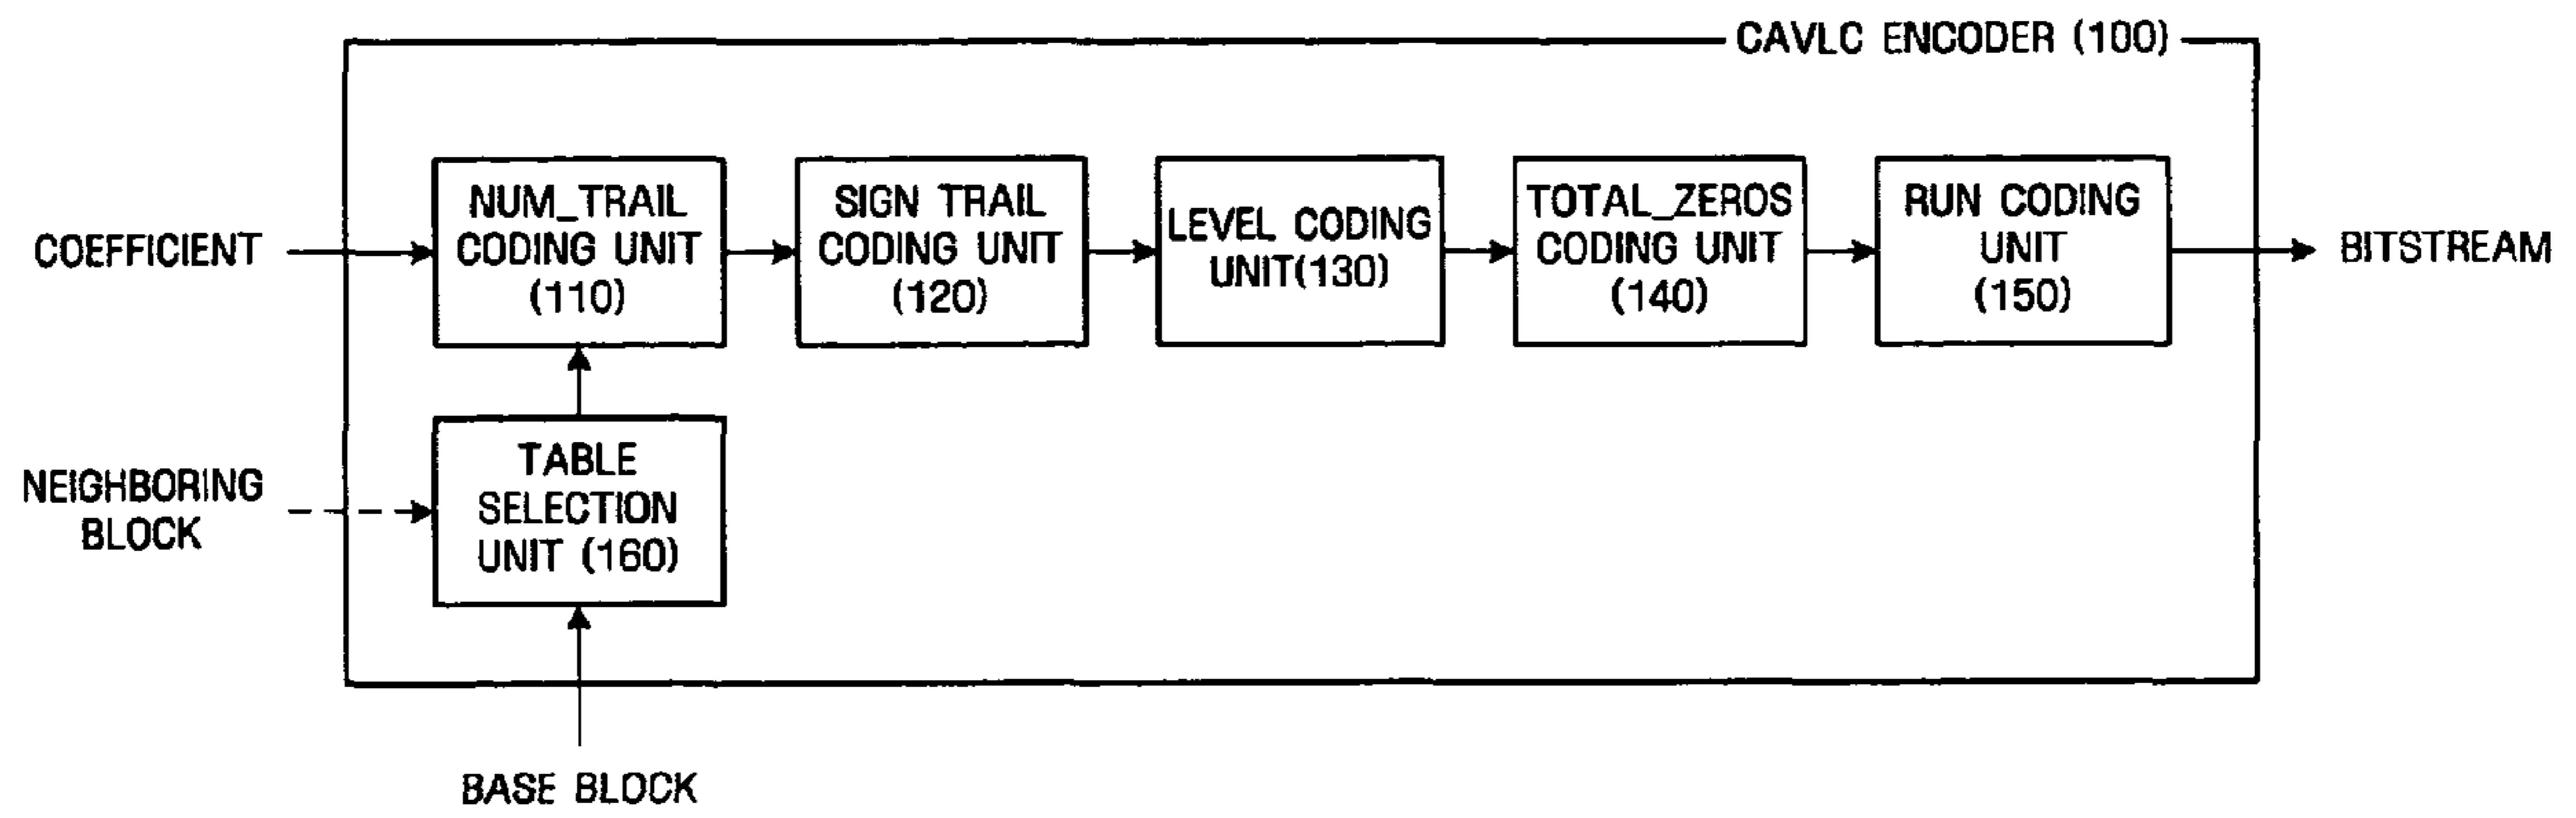 CAVLC ENCODER (100)
COEFFICIENT
NUM_TRAIL
CODING UNIT
(110)
SIGN TRAIL
CODING UNIT
(120)
LEVEL CODING
UNIT(130)
TOTAL_ZEROS
CODING UNIT
(140)
RUN CODING
UNIT
(150)
BITSTREAM
NEIGHBORING
BLOCK
TABLE
SELECTION
UNIT (160)
BASE BLOCK